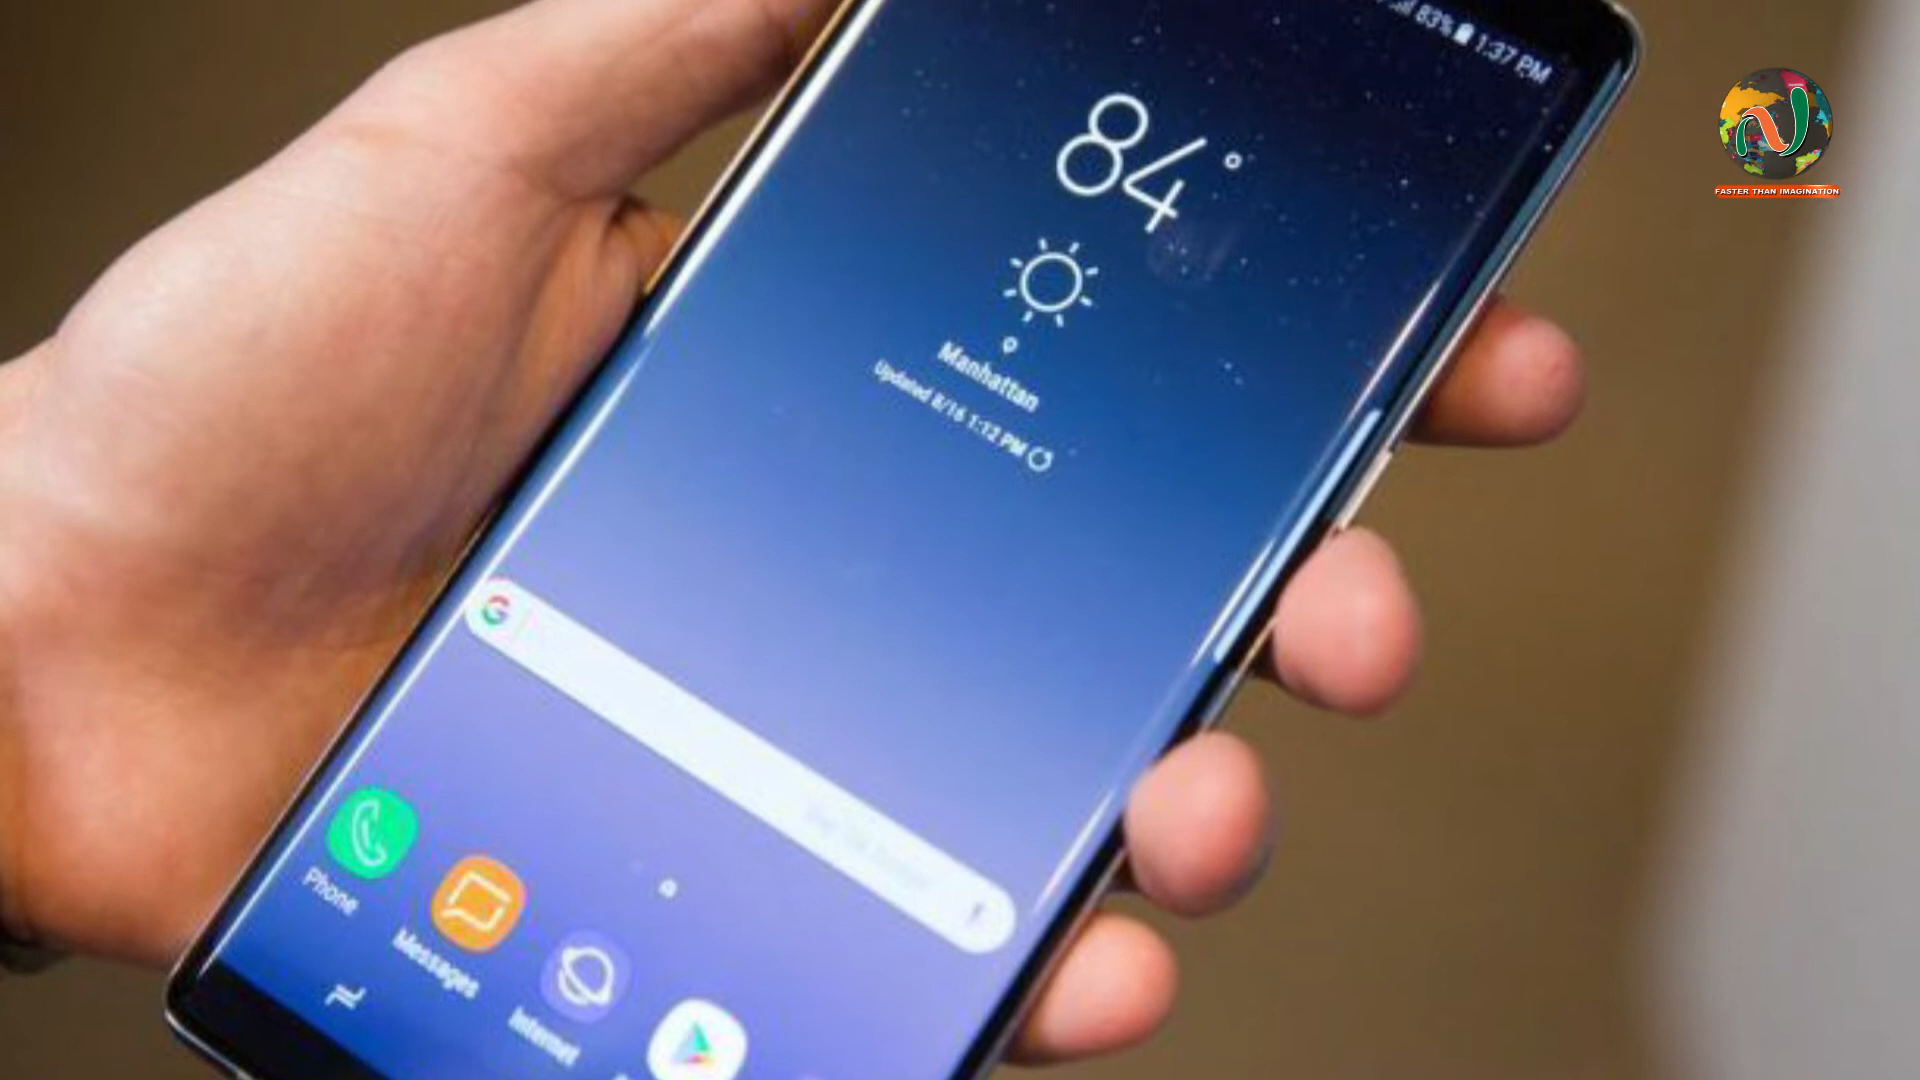 83% 1:37 PM
84°
Manhattan
Updated 8/16 1:12 PM
G
Phone
Messages
Internet
FASTER THAN IMAGINATION